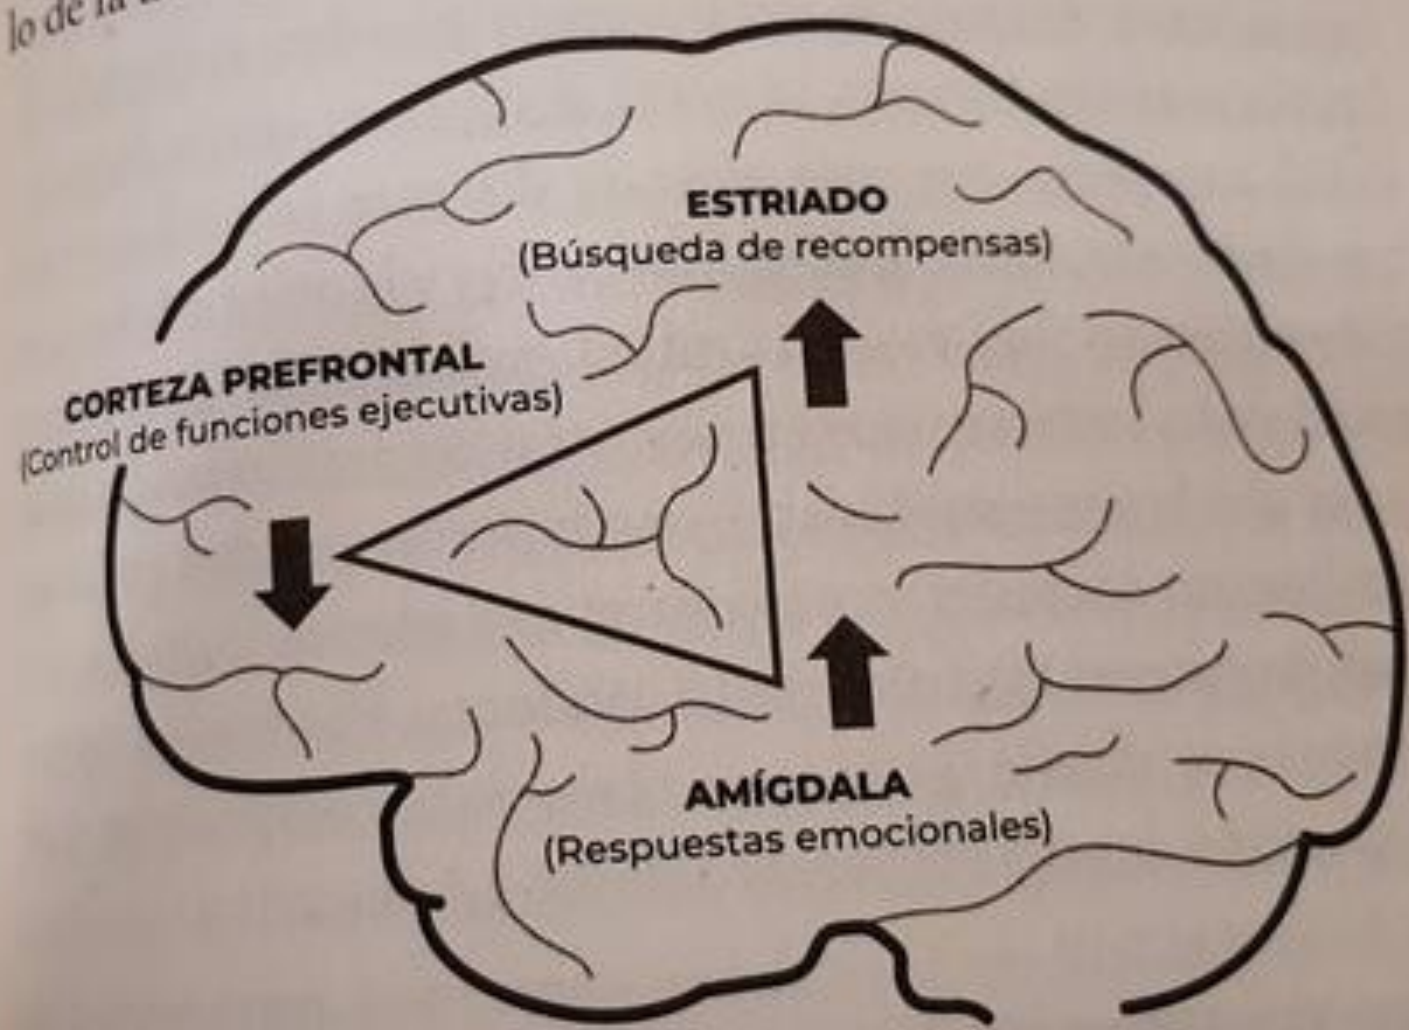 lo de la
CORTEZA PREFRONTAL
(Control de funciones ejecutivas)
ESTRIADO
(Búsqueda de recompensas)
AMÍGDALA
(Respuestas emocionales)